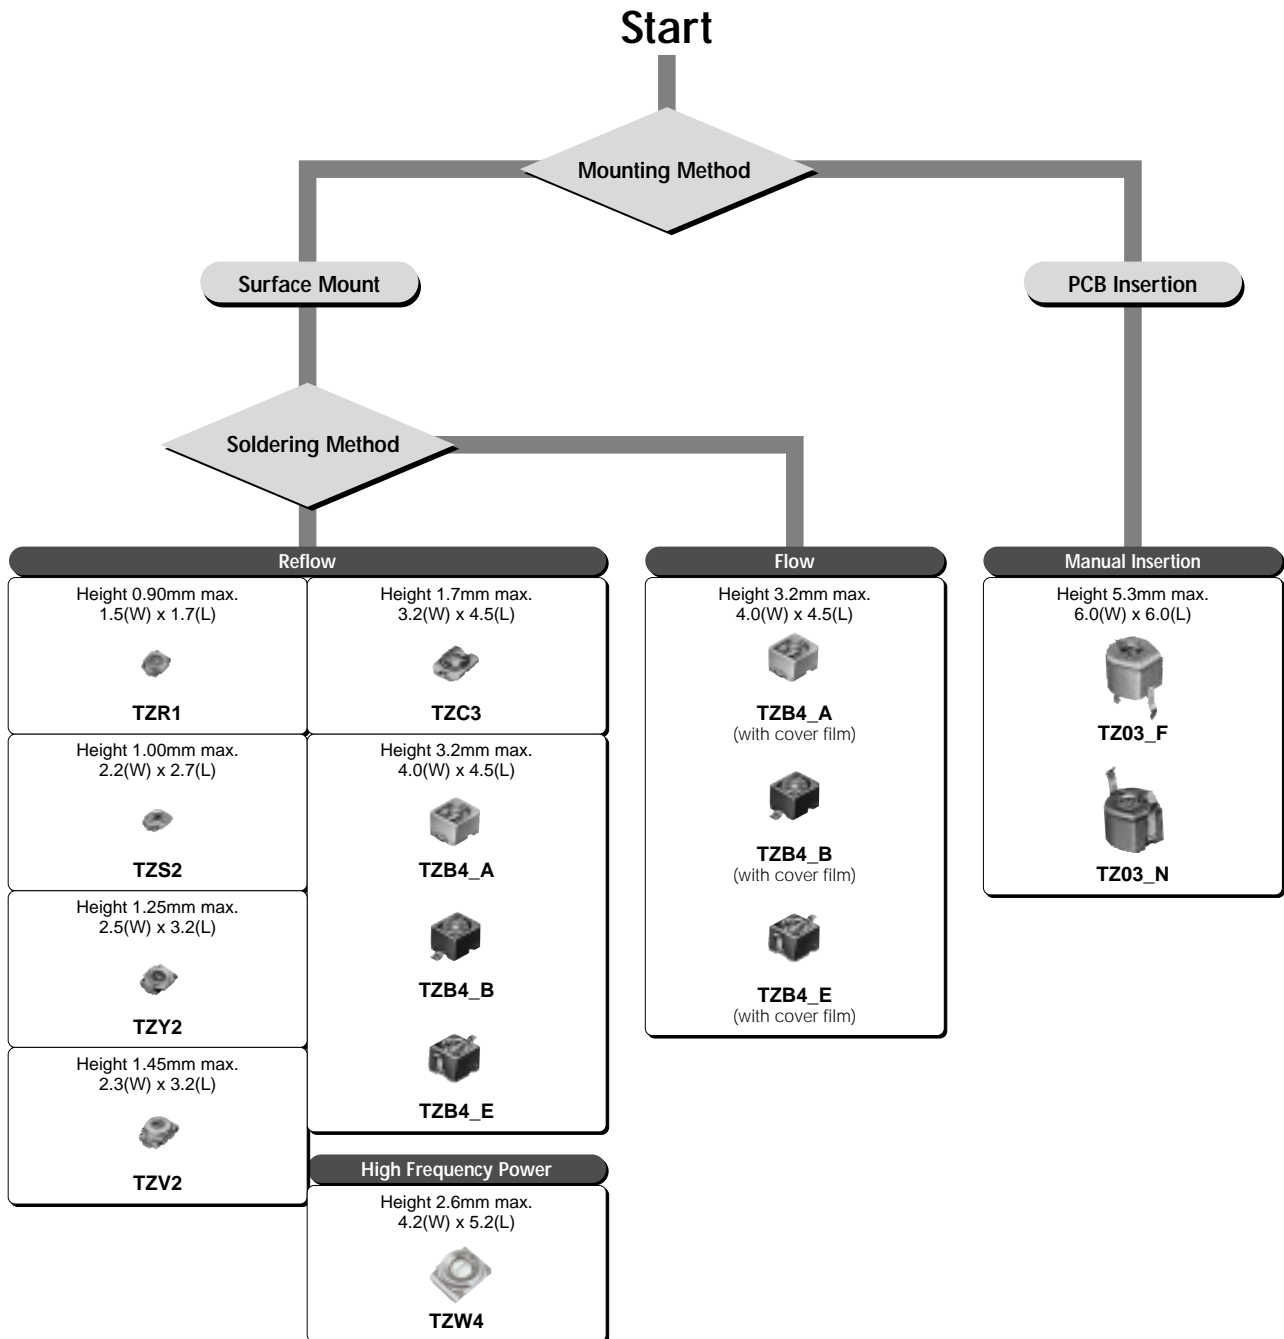 Start
Mounting Method
Surface Mount
PCB Insertion
Soldering Method
Reflow
Height 0.90mm max.
1.5(W) x 1.7(L)
TZR1
Height 1.00mm max.
2.2(W) x 2.7(L)
TZS2
Height 1.25mm max.
2.5(W) x 3.2(L)
TZY2
Height 1.45mm max.
2.3(W) x 3.2(L)
TZV2
Height 1.7mm max.
3.2(W) x 4.5(L)
TZC3
Height 3.2mm max.
4.0(W) x 4.5(L)
TZB4_A
TZB4_B
TZB4_E
High Frequency Power
Height 2.6mm max.
4.2(W) x 5.2(L)
TZW4
Flow
Height 3.2mm max.
4.0(W) x 4.5(L)
TZB4_A
(with cover film)
TZB4_B
(with cover film)
TZB4_E
(with cover film)
Manual Insertion
Height 5.3mm max.
6.0(W) x 6.0(L)
TZ03_F
TZ03_N